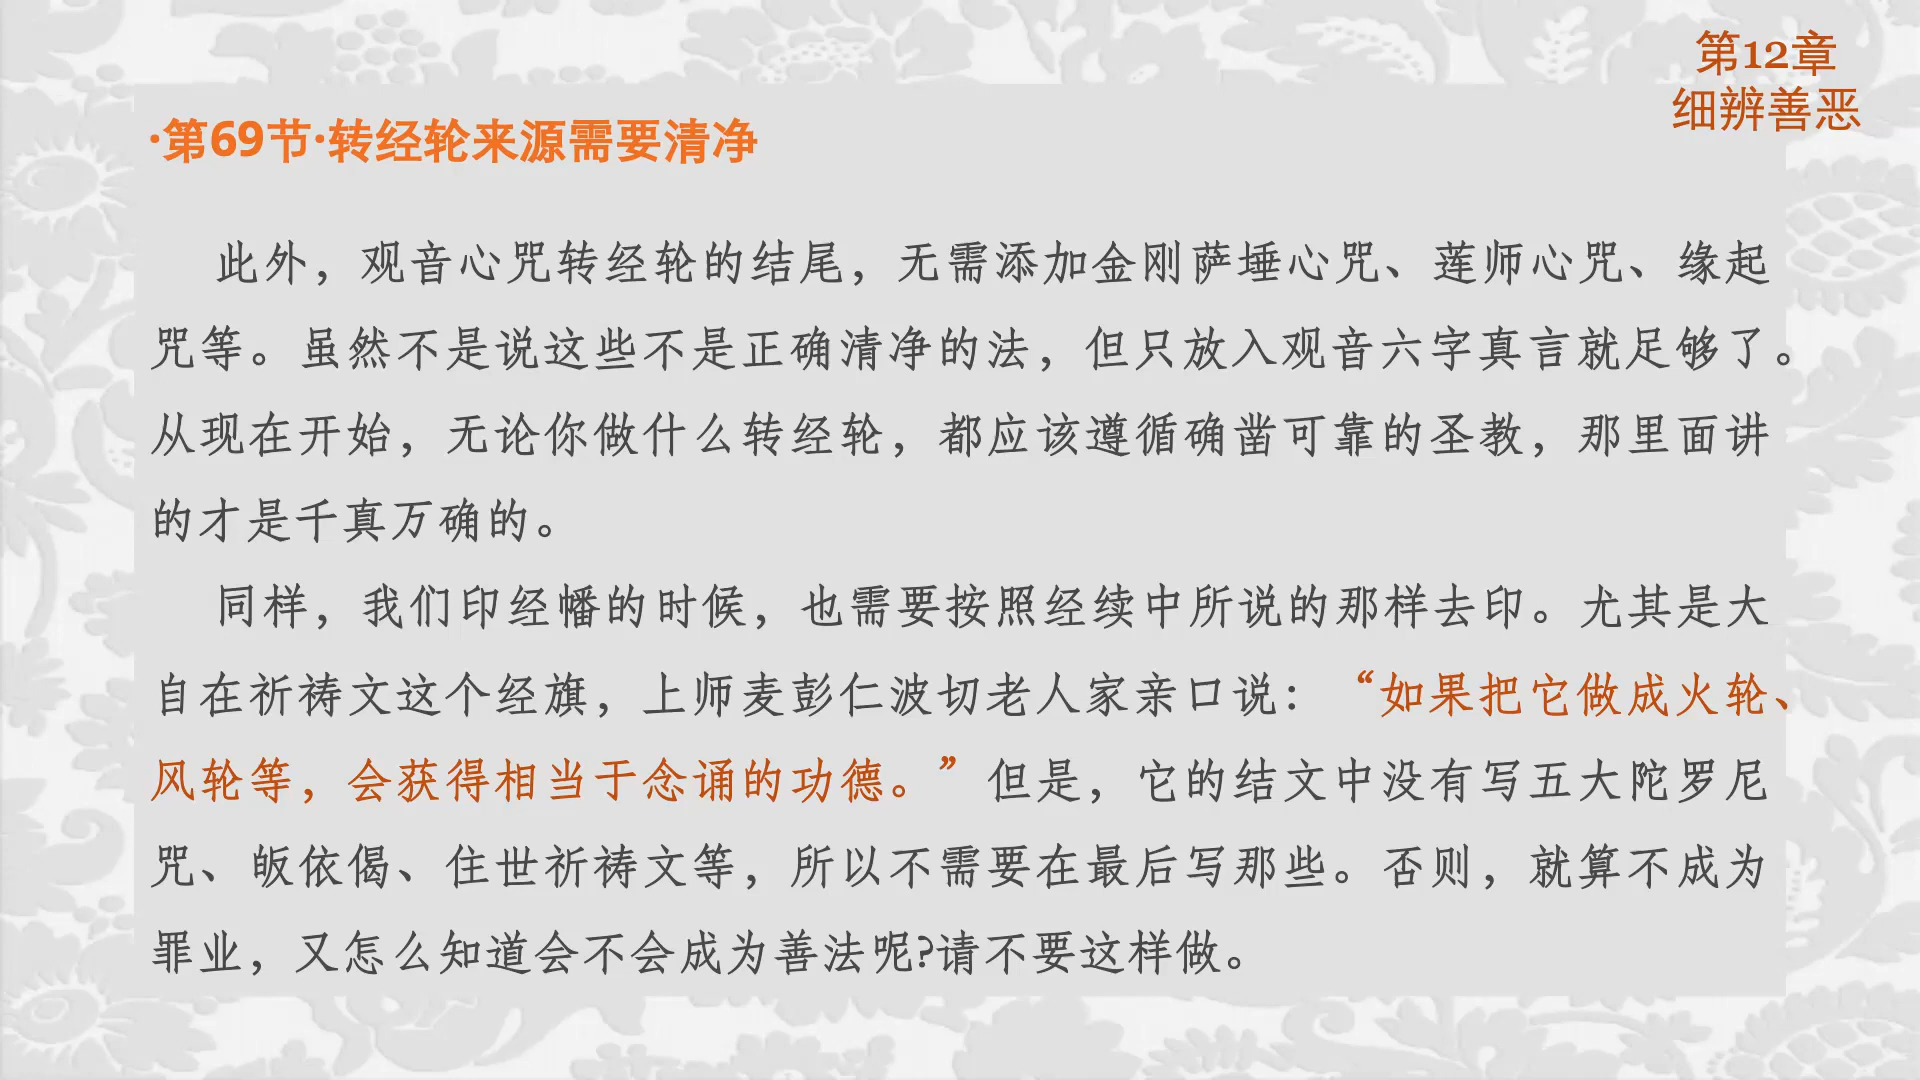 第12章
细辨善恶
·第69节·转经轮来源需要清净
此外，观音心咒转经轮的结尾，无需添加金刚萨埵心咒、莲师心咒、缘起
咒等。虽然不是说这些不是正确清净的法，但只放入观音六字真言就足够了。
从现在开始，无论你做什么转经轮，都应该遵循确凿可靠的圣教，那里面讲
的才是千真万确的。
同样，我们印经幡的时候，也需要按照经续中所说的那样去印。尤其是大
自在祈祷文这个经旗，上师麦彭仁波切老人家亲口说：“如果把它做成火轮、
风轮等，会获得相当于念诵的功德。”但是，它的结文中没有写五大陀罗尼
咒、皈依偈、住世祈祷文等，所以不需要在最后写那些。否则，就算不成为
罪业，又怎么知道会不会成为善法呢?请不要这样做。